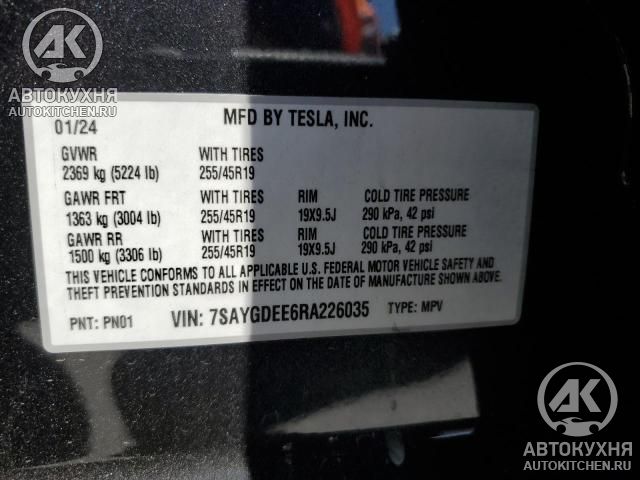 АК
АВТОКУХНЯ
AUTOKITCHEN.RU
01/24 MFD BY TESLA, INC.
GVWR WITH TIRES
2369 kg (5224 lb) 255/45R19
GAWR FRT WITH TIRES RIM COLD TIRE PRESSURE
1363 kg (3004 lb) 255/45R19 19X9.5J 290 kPa, 42 psi
GAWR RR WITH TIRES RIM COLD TIRE PRESSURE
1500 kg (3306 lb) 255/45R19 19X9.5J 290 kPa, 42 psi
THIS VEHICLE CONFORMS TO ALL APPLICABLE U.S. FEDERAL MOTOR VEHICLE SAFETY AND
THEFT PREVENTION STANDARDS IN EFFECT ON THE DATE OF MANUFACTURE SHOWN ABOVE.
PNT: PN01 VIN: 7SAYGDEE6RA226035 TYPE: MPV
АК
АВТОКУХНЯ
AUTOKITCHEN.RU